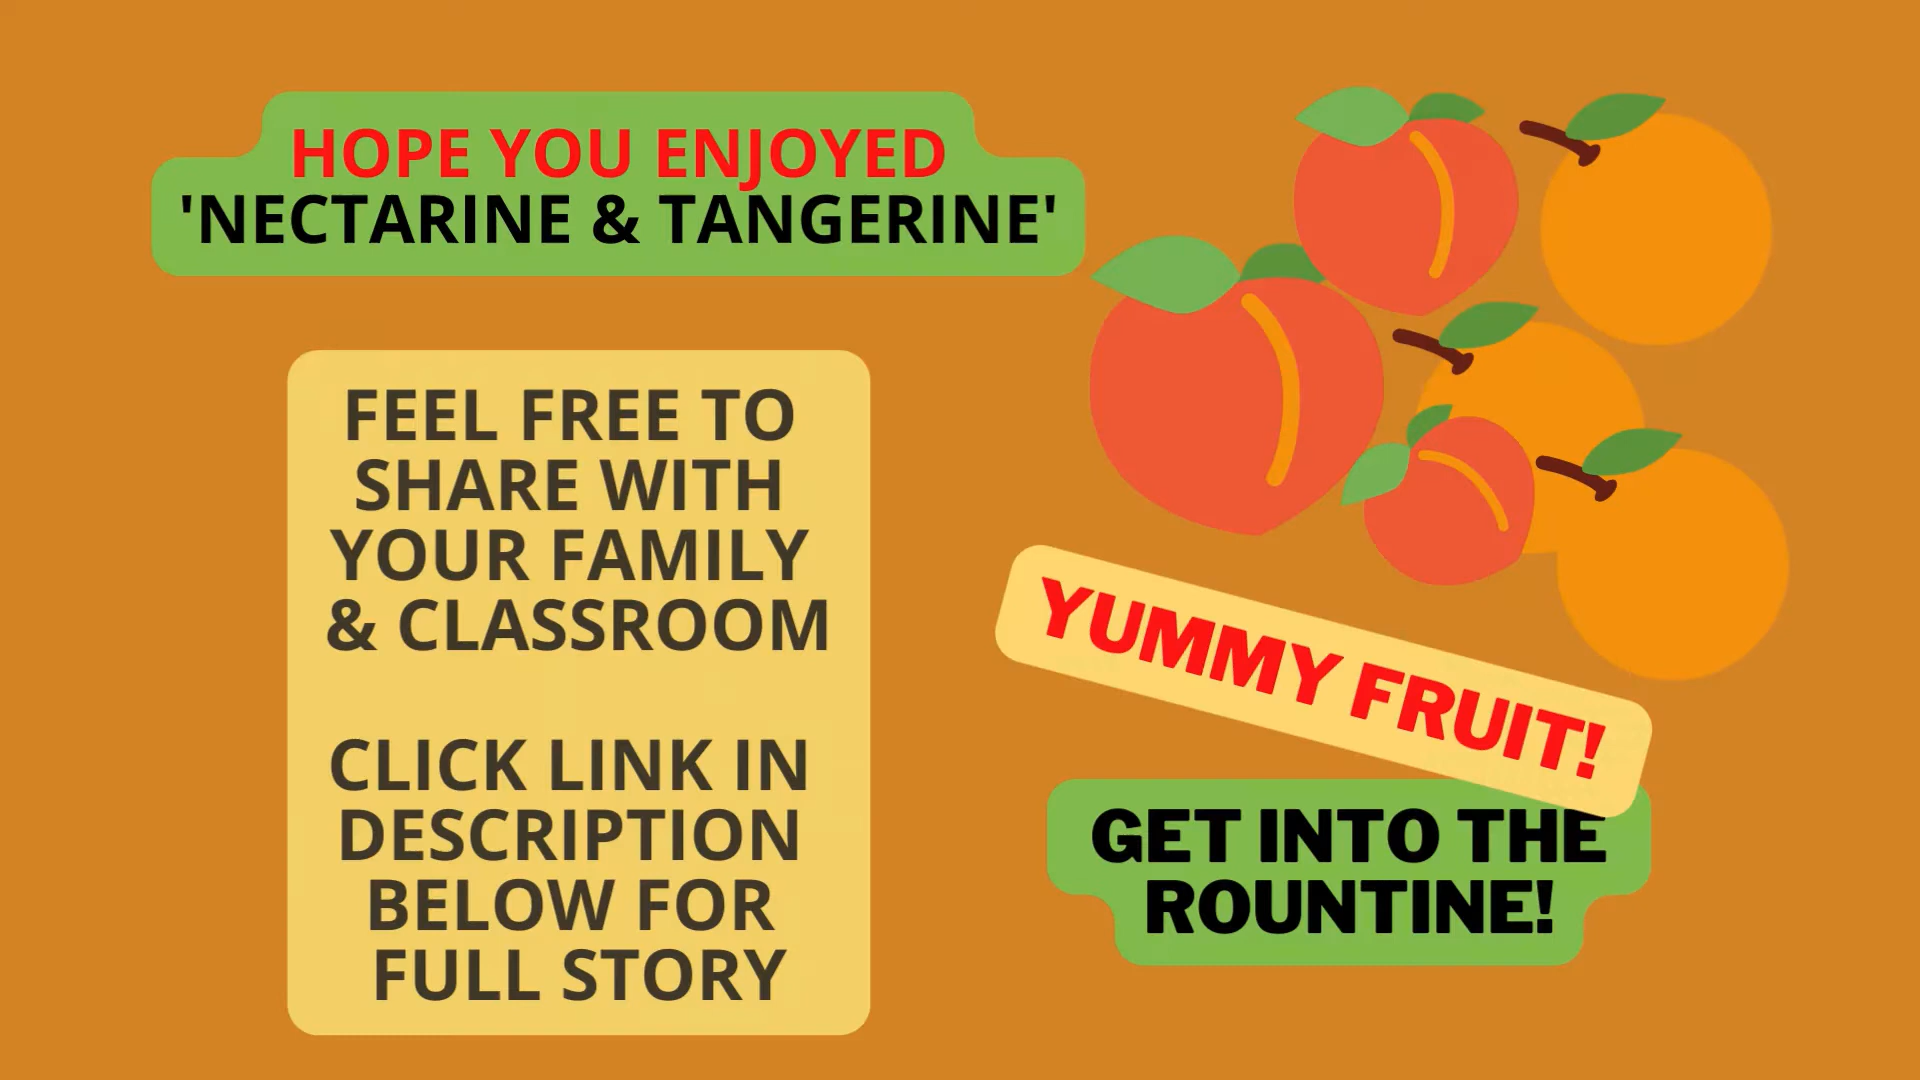 HOPE YOU ENJOYED
'NECTARINE & TANGERINE'
FEEL FREE TO
SHARE WITH
YOUR FAMILY
& CLASSROOM
CLICK LINK IN
DESCRIPTION
BELOW FOR
FULL STORY
YUMMY FRUIT!
GET INTO THE
ROUNTINE!